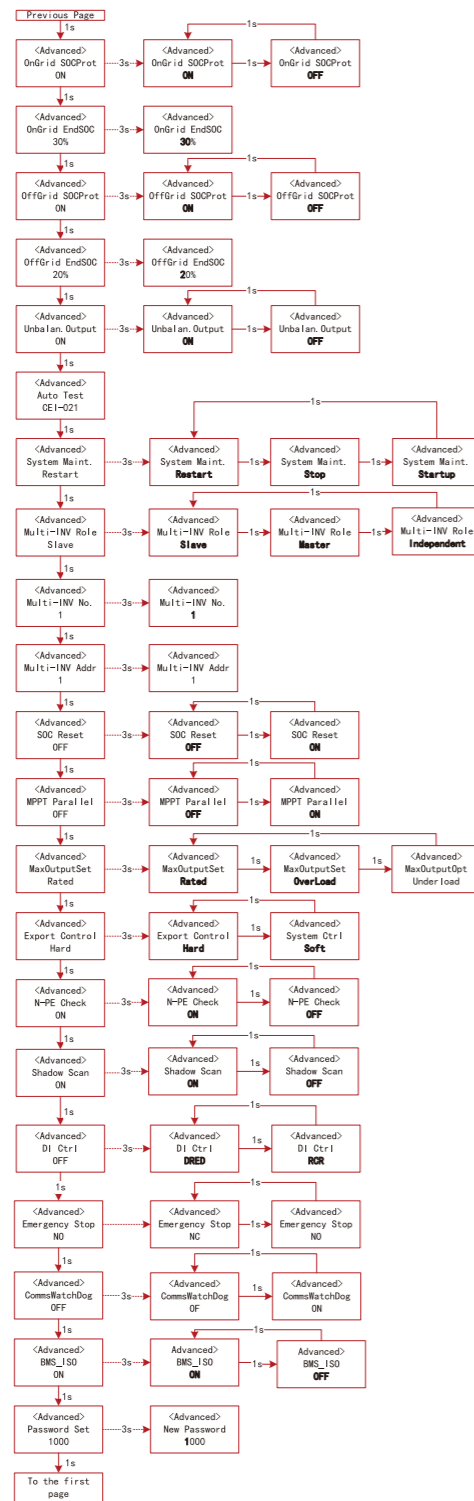 Previous Page
1s
1s
<Advanced>
OnGrid SOCProt
ON
3s
<Advanced>
OnGrid SOCProt
ON
1s
<Advanced>
OnGrid SOCProt
OFF
1s
<Advanced>
OnGrid EndSOC
30%
3s
<Advanced>
OnGrid EndSOC
30%
1s
1s
<Advanced>
OffGrid SOCProt
ON
3s
<Advanced>
OffGrid SOCProt
ON
1s
<Advanced>
OffGrid SOCProt
OFF
1s
<Advanced>
OffGrid EndSOC
20%
3s
<Advanced>
OffGrid EndSOC
20%
1s
1s
<Advanced>
Unbalan.Output
ON
3s
<Advanced>
Unbalan.Output
ON
1s
<Advanced>
Unbalan.Output
OFF
1s
<Advanced>
Auto Test
CEI-021
1s
1s
<Advanced>
System Maint.
Restart
3s
<Advanced>
System Maint.
Restart
1s
<Advanced>
System Maint.
Stop
1s
<Advanced>
System Maint.
Startup
1s
1s
<Advanced>
Multi-INV Role
Slave
3s
<Advanced>
Multi-INV Role
Slave
1s
<Advanced>
Multi-INV Role
Master
1s
<Advanced>
Multi-INV Role
Independent
1s
<Advanced>
Multi-INV No.
1
3s
<Advanced>
Multi-INV No.
1
1s
<Advanced>
Multi-INV Addr
1
3s
<Advanced>
Multi-INV Addr
1
1s
1s
<Advanced>
SOC Reset
OFF
3s
<Advanced>
SOC Reset
OFF
1s
<Advanced>
SOC Reset
ON
1s
1s
<Advanced>
MPPT Parallel
OFF
3s
<Advanced>
MPPT Parallel
OFF
1s
<Advanced>
MPPT Parallel
ON
1s
1s
<Advanced>
MaxOutputSet
Rated
3s
<Advanced>
MaxOutputSet
Rated
1s
<Advanced>
MaxOutputSet
OverLoad
1s
<Advanced>
MaxOutputOpt
Underload
1s
1s
<Advanced>
Export Control
Hard
3s
<Advanced>
Export Control
Hard
1s
<Advanced>
System Ctrl
Soft
1s
1s
<Advanced>
N-PE Check
ON
3s
<Advanced>
N-PE Check
ON
1s
<Advanced>
N-PE Check
OFF
1s
1s
<Advanced>
Shadow Scan
ON
3s
<Advanced>
Shadow Scan
ON
1s
<Advanced>
Shadow Scan
OFF
1s
1s
<Advanced>
DI Ctrl
OFF
3s
<Advanced>
DI Ctrl
DRED
1s
<Advanced>
DI Ctrl
RCR
1s
1s
<Advanced>
Emergency Stop
NO
<Advanced>
Emergency Stop
NC
1s
<Advanced>
Emergency Stop
NO
1s
1s
<Advanced>
CommsWatchDog
OFF
3s
<Advanced>
CommsWatchDog
OF
1s
<Advanced>
CommsWatchDog
ON
1s
1s
<Advanced>
BMS_ISO
ON
3s
Advanced>
BMS_ISO
ON
1s
Advanced>
BMS_ISO
OFF
1s
<Advanced>
Password Set
1000
3s
<Advanced>
New Password
1000
1s
To the first
page